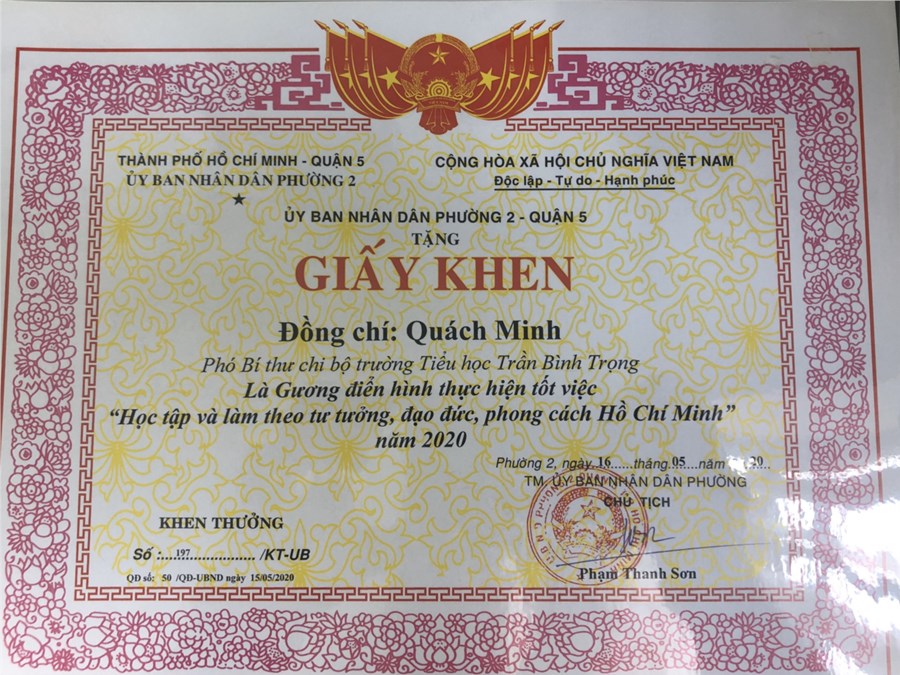 THÀNH PHỐ HỒ CHÍ MINH - QUẬN 5
ỦY BAN NHÂN DÂN PHƯỜNG 2
CỘNG HÒA XÃ HỘI CHỦ NGHĨA VIỆT NAM
Độc lập - Tự do - Hạnh phúc
ỦY BAN NHÂN DÂN PHƯỜNG 2 - QUẬN 5
TẶNG
GIẤY KHEN
Đồng chí: Quách Minh
Phó Bí thư chi bộ trường Tiểu học Trần Bình Trọng
Là Gương điển hình thực hiện tốt việc
“Học tập và làm theo tư tưởng, đạo đức, phong cách Hồ Chí Minh”
năm 2020
Phường 2, ngày 16 tháng 05 năm 20
TM. ỦY BAN NHÂN DÂN PHƯỜNG
CHỦ TỊCH
Phạm Thanh Sơn
KHEN THƯỞNG
Số :....197..................... /KT-UB
QĐ số: 50 /QĐ-UBND ngày 15/05/2020